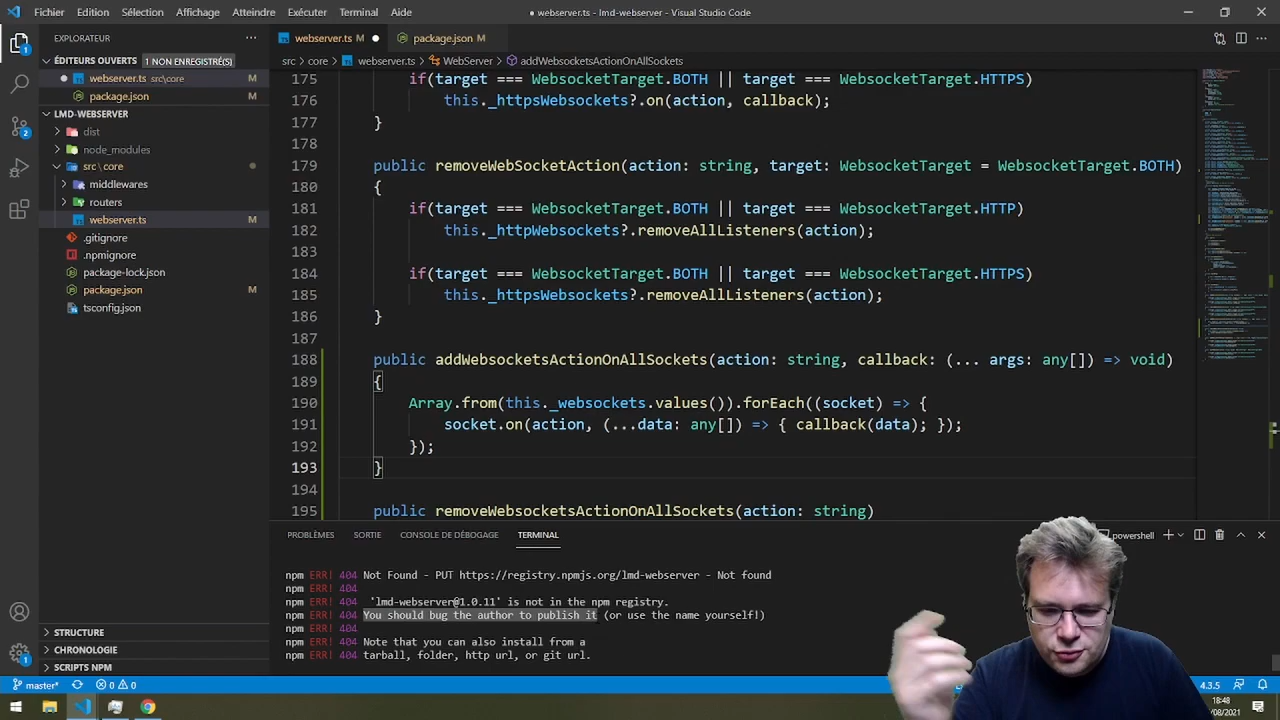 Fichier Edition Sélection Affichage Atteindre Exécuter Terminal Aide
● webserver.ts - lmd-webserver - Visual Studio Code
EXPLORATEUR
ÉDITEURS OUVERTS 1 NON ENREGISTRÉ(S)
webserver.ts src\core M
package.json M
LMD-WEBSERVER
dist
node_modules
src\ core
middlewares
routers
webserver.ts M
.gitignore
package-lock.json
package.json M
tsconfig.json
STRUCTURE
CHRONOLOGIE
SCRIPTS NPM
webserver.ts M
package.json M
src > core > webserver.ts > WebServer
175 if(target === WebsocketTarget.BOTH || target === WebsocketTarget.HTTPS)
176 this._httpsWebsockets?.on(action, callback);
177 }
178
179 public (action: string, WebsocketTarget WebsocketTarget.BOTH)
180 {
181 if(target === WebsocketTarget.BOTH || target === WebsocketTarget.HTTP)
182 ?.removeAllListeners(action);
183
184 if(target === WebsocketTarget.BOTH || target === WebsocketTarget.HTTPS)
185 this._httpsWebsockets?.removeAllListeners(action);
186 }
187
188 public addWebsocketsActionOnAllSockets(action: string, callback: (... args: any[]) => void)
189 {
190 Array.from(this._websockets.values()).forEach((socket) => {
191 socket.on(action, (...data: any[]) => { callback(data); });
192 });
193 }
194
195 public removeWebsocketsActionOnAllSockets(action: string)
PROBLÈMES SORTIE CONSOLE DE DÉBOGAGE TERMINAL
powershell
npm ERR! 404 Not Found - PUT https://registry.npmjs.org/lmd-webserver - Not found
npm ERR! 404
npm ERR! 404 'lmd-webserver@1.0.11' is not in the npm registry.
npm ERR! 404 You should bug the author to publish it (or use the name yourself!)
npm ERR! 404
npm ERR! 404 Note that you can also install from a
npm ERR! 404 tarball, folder, http url, or git url.
master* 0 0
4.3.5
18:48
/08/2021